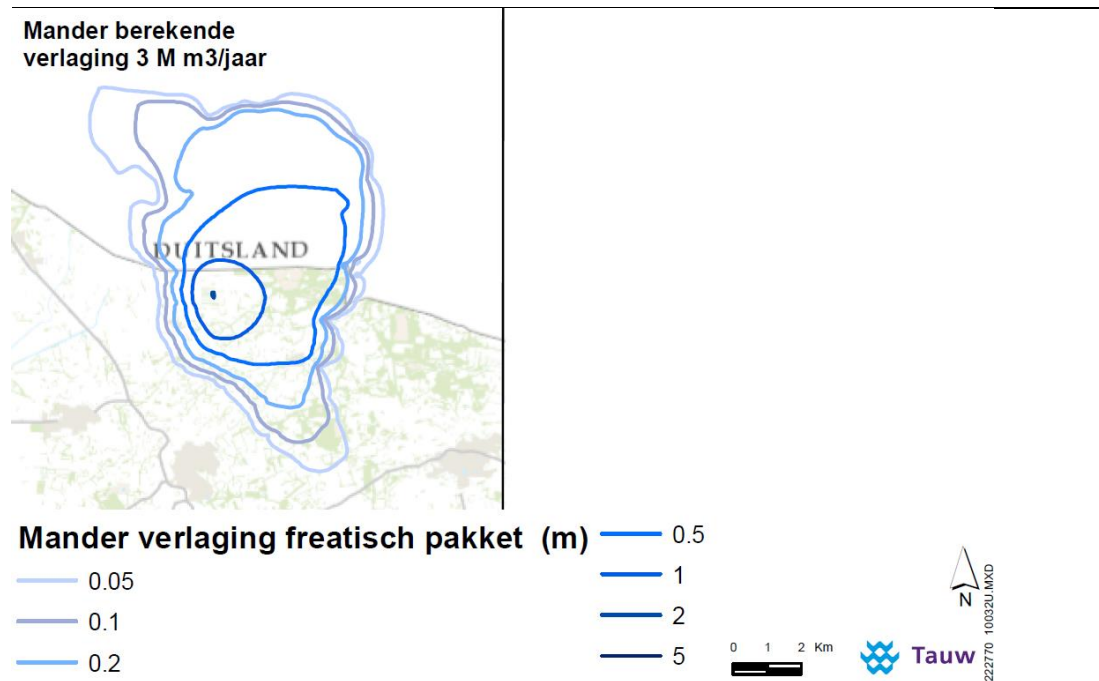 Mander berekende
verlaging 3 M m3/jaar
DUITSLAND
Mander verlaging freatisch pakket (m)
0.05
0.1
0.2
0.5
1
2
5
0 1 2 Km
N
Tauw
222770 10032U.MXD